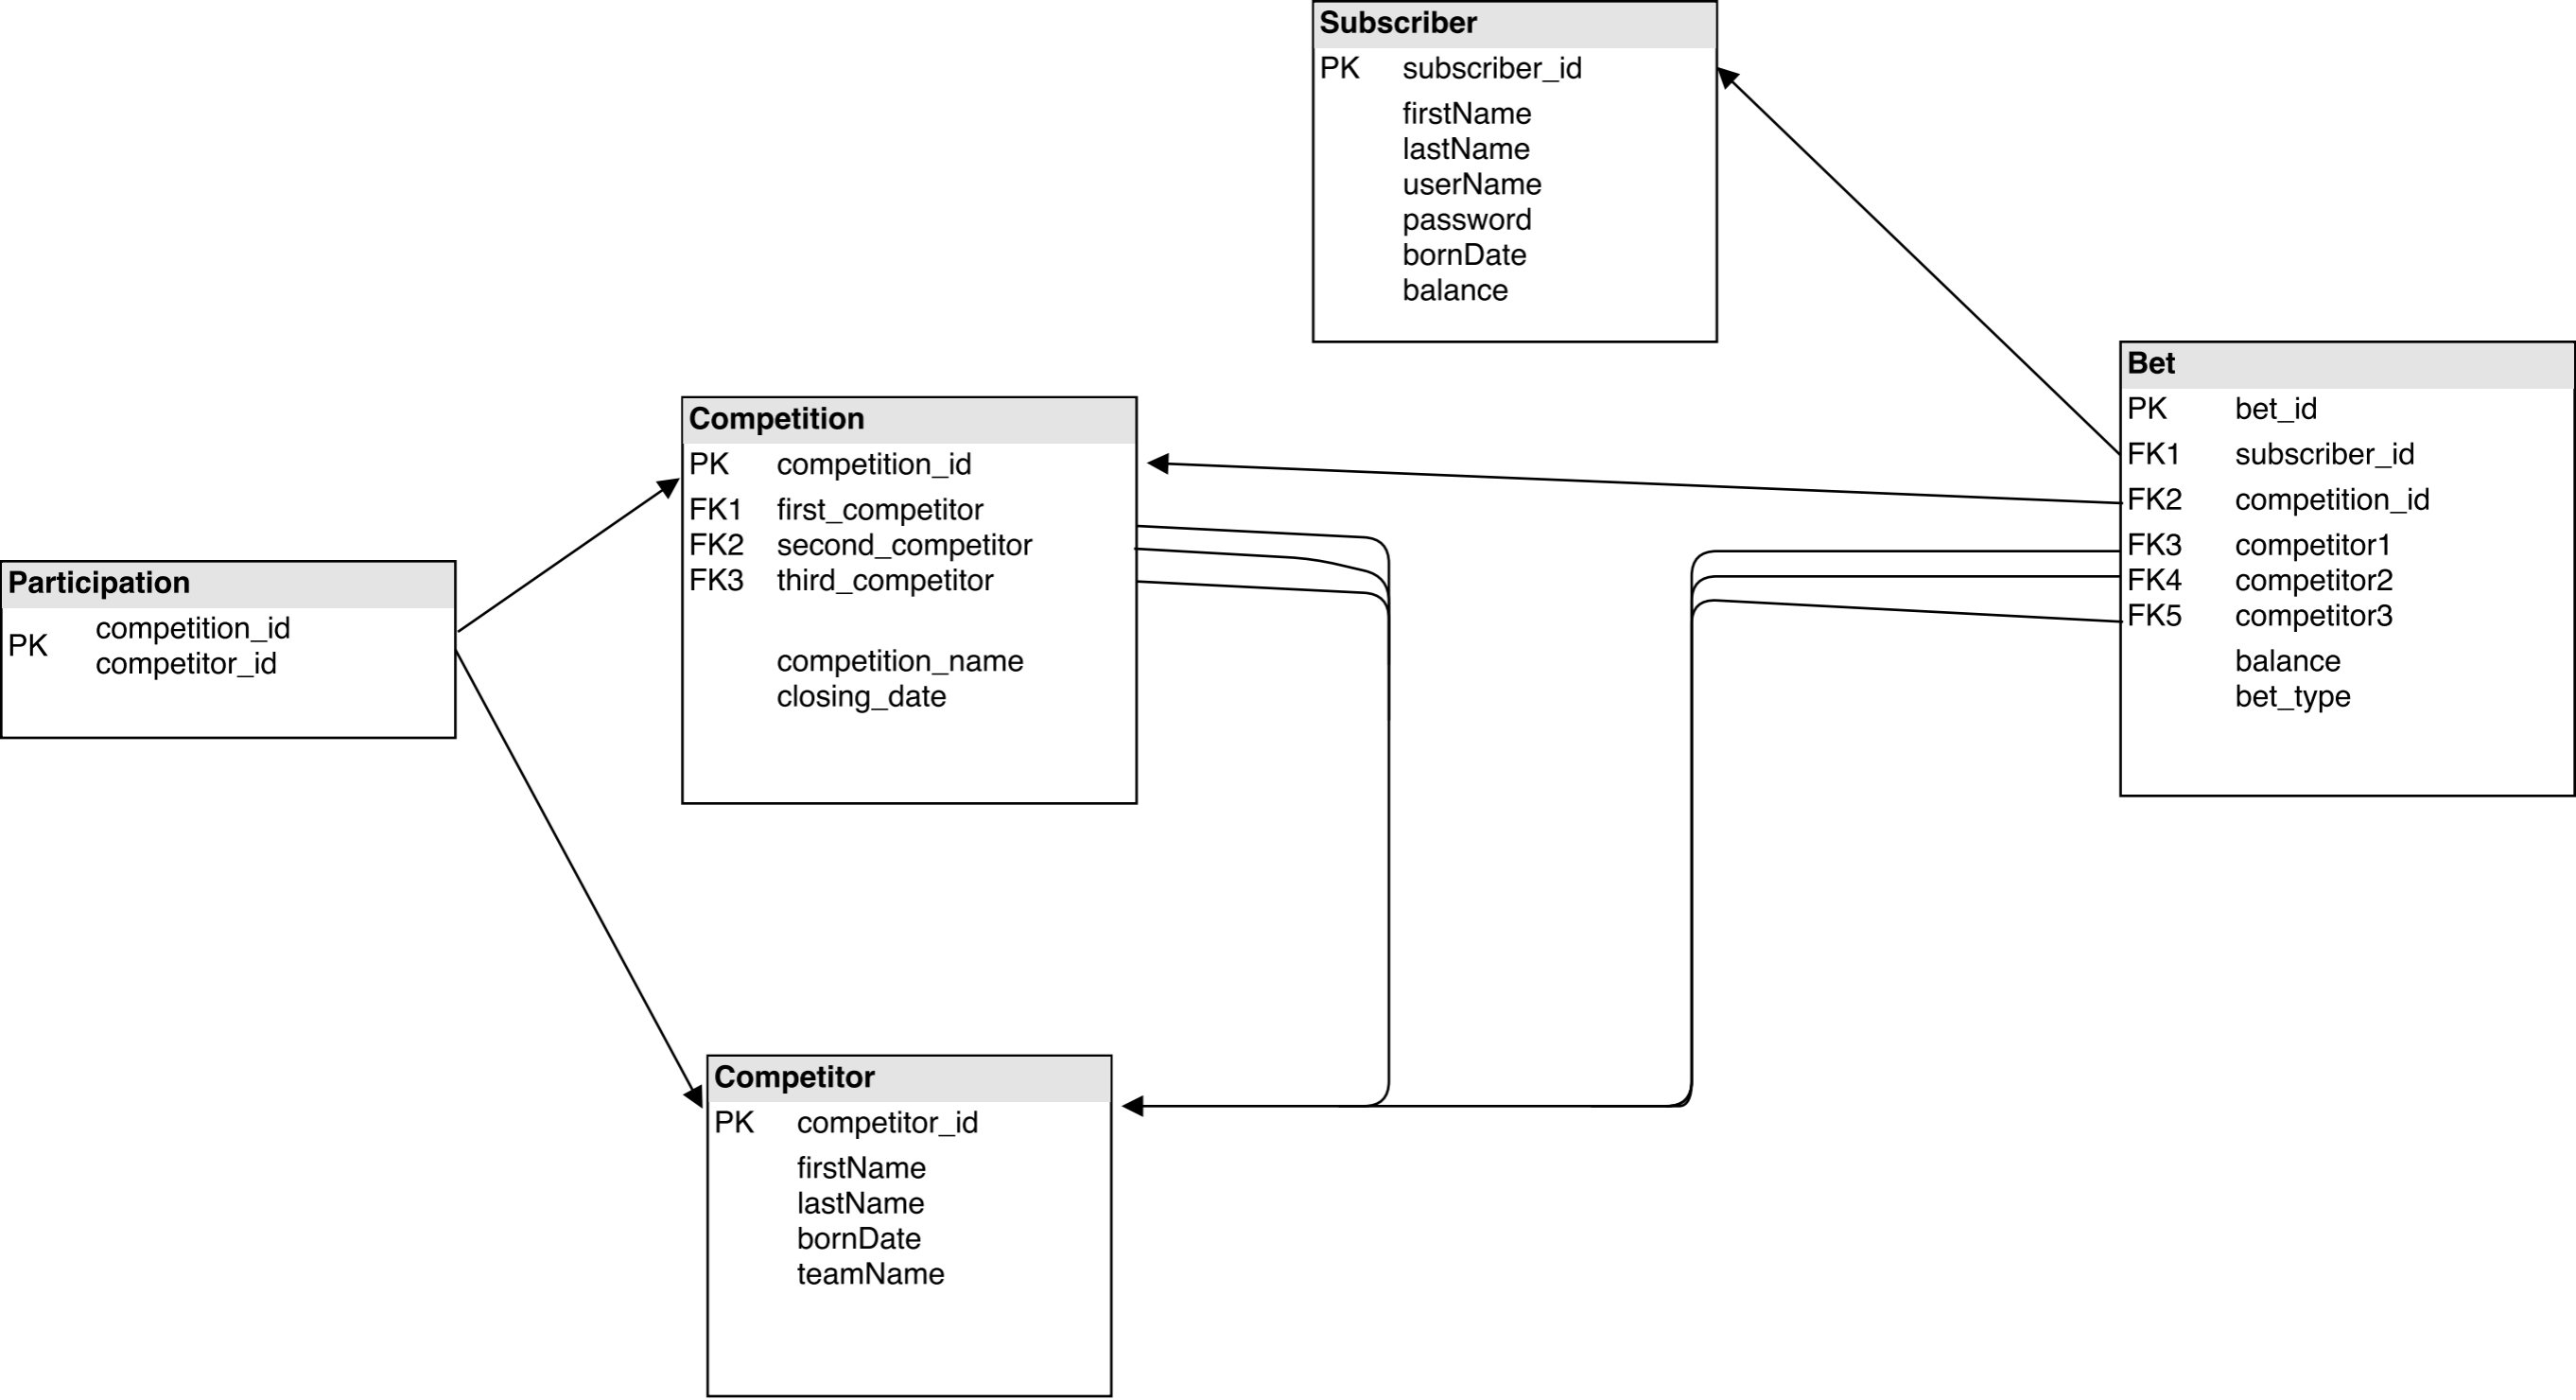 Subscriber
PK subscriber_id
firstName
lastName
userName
password
bornDate
balance
Bet
PK bet_id
FK1 subscriber_id
FK2 competition_id
FK3 competitor1
FK4 competitor2
FK5 competitor3
balance
bet_type
Competition
PK competition_id
FK1 first_competitor
FK2 second_competitor
FK3 third_competitor
competition_name
closing_date
Participation
competition_id
PK
competitor_id
Competitor
PK competitor_id
firstName
lastName
bornDate
teamName